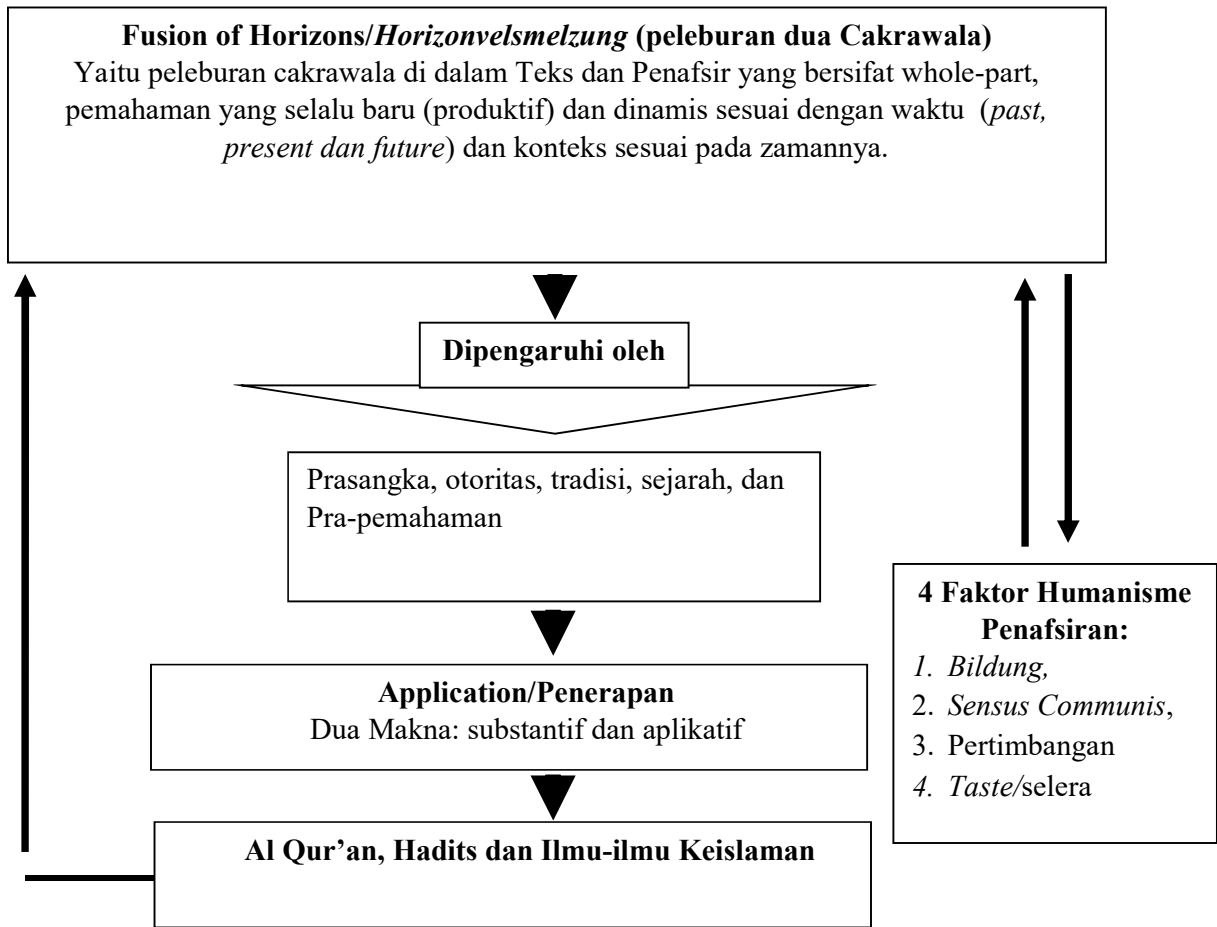 Fusion of Horizons/Horizonvelsmelzung (peleburan dua Cakrawala)
Yaitu peleburan cakrawala di dalam Teks dan Penafsir yang bersifat whole-part,
pemahaman yang selalu baru (produktif) dan dinamis sesuai dengan waktu (past,
present dan future) dan konteks sesuai pada zamannya.
Dipengaruhi oleh
Prasangka, otoritas, tradisi, sejarah, dan
Pra-pemahaman
Application/Penerapan
Dua Makna: substantif dan aplikatif
Al Qur’an, Hadits dan Ilmu-ilmu Keislaman
4 Faktor Humanisme
Penafsiran:
1. Bildung,
2. Sensus Communis,
3. Pertimbangan
4. Taste/selera